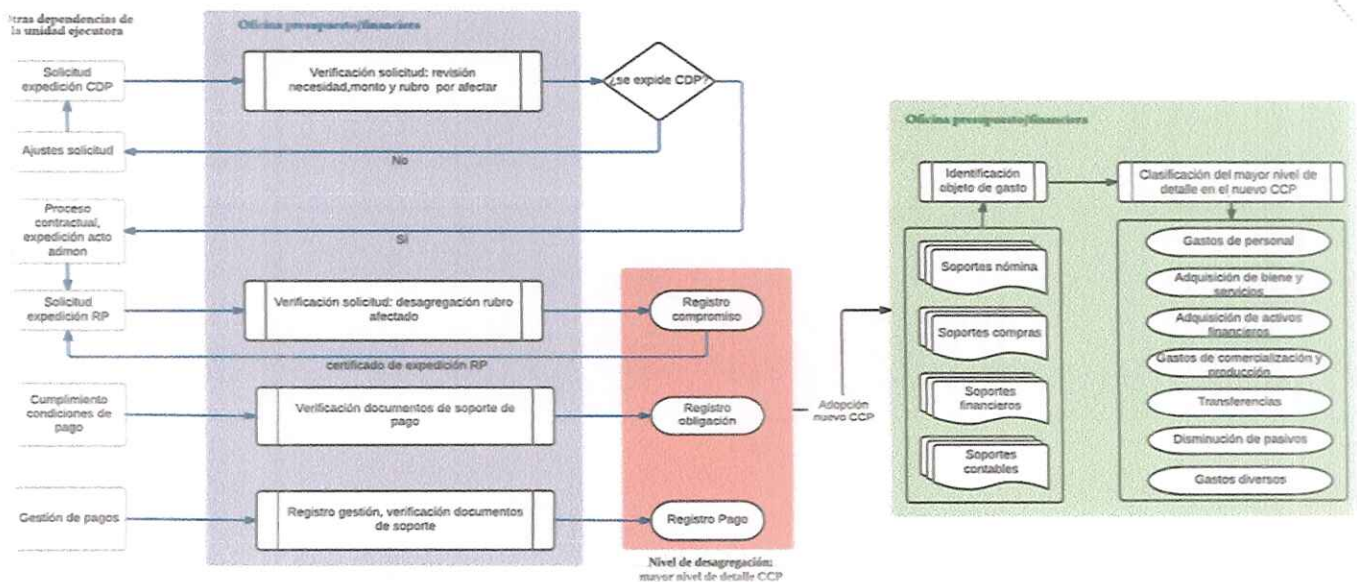 tras dependencias de
la unidad ejecutora
Oficina presupuesto/financiera
Solicitud
expedición CDP
Verificación solicitud: revisión
necesidad,monto y rubro por afectar
¿se expide CDP?
Ajustes solicitud
No
Proceso
contractual,
expedición acto
admon
Si
Solicitud
expedición RP
Verificación solicitud: desagregación rubro
afectado
Registro
compromiso
certificado de expedición RP
Cumplimiento
condiciones de
pago
Verificación documentos de soporte de
pago
Registro
obligación
Gestión de pagos
Registro gestión, verificación documentos
de soporte
Registro Pago
Nivel de desagregación:
mayor nivel de detalle CCP
Adopción
nuevo CCP
Oficina presupuesto/financiera
Identificación
objeto de gasto
Clasificación del mayor nivel de
detalle en el nuevo CCP
Soportes nómina
Soportes compras
Soportes
financieros
Soportes
contables
Gastos de personal
Adquisición de biene y
servicios
Adquisición de activos
financieros
Gastos de comercialización y
producción
Transferencias
Disminución de pasivos
Gastos diversos